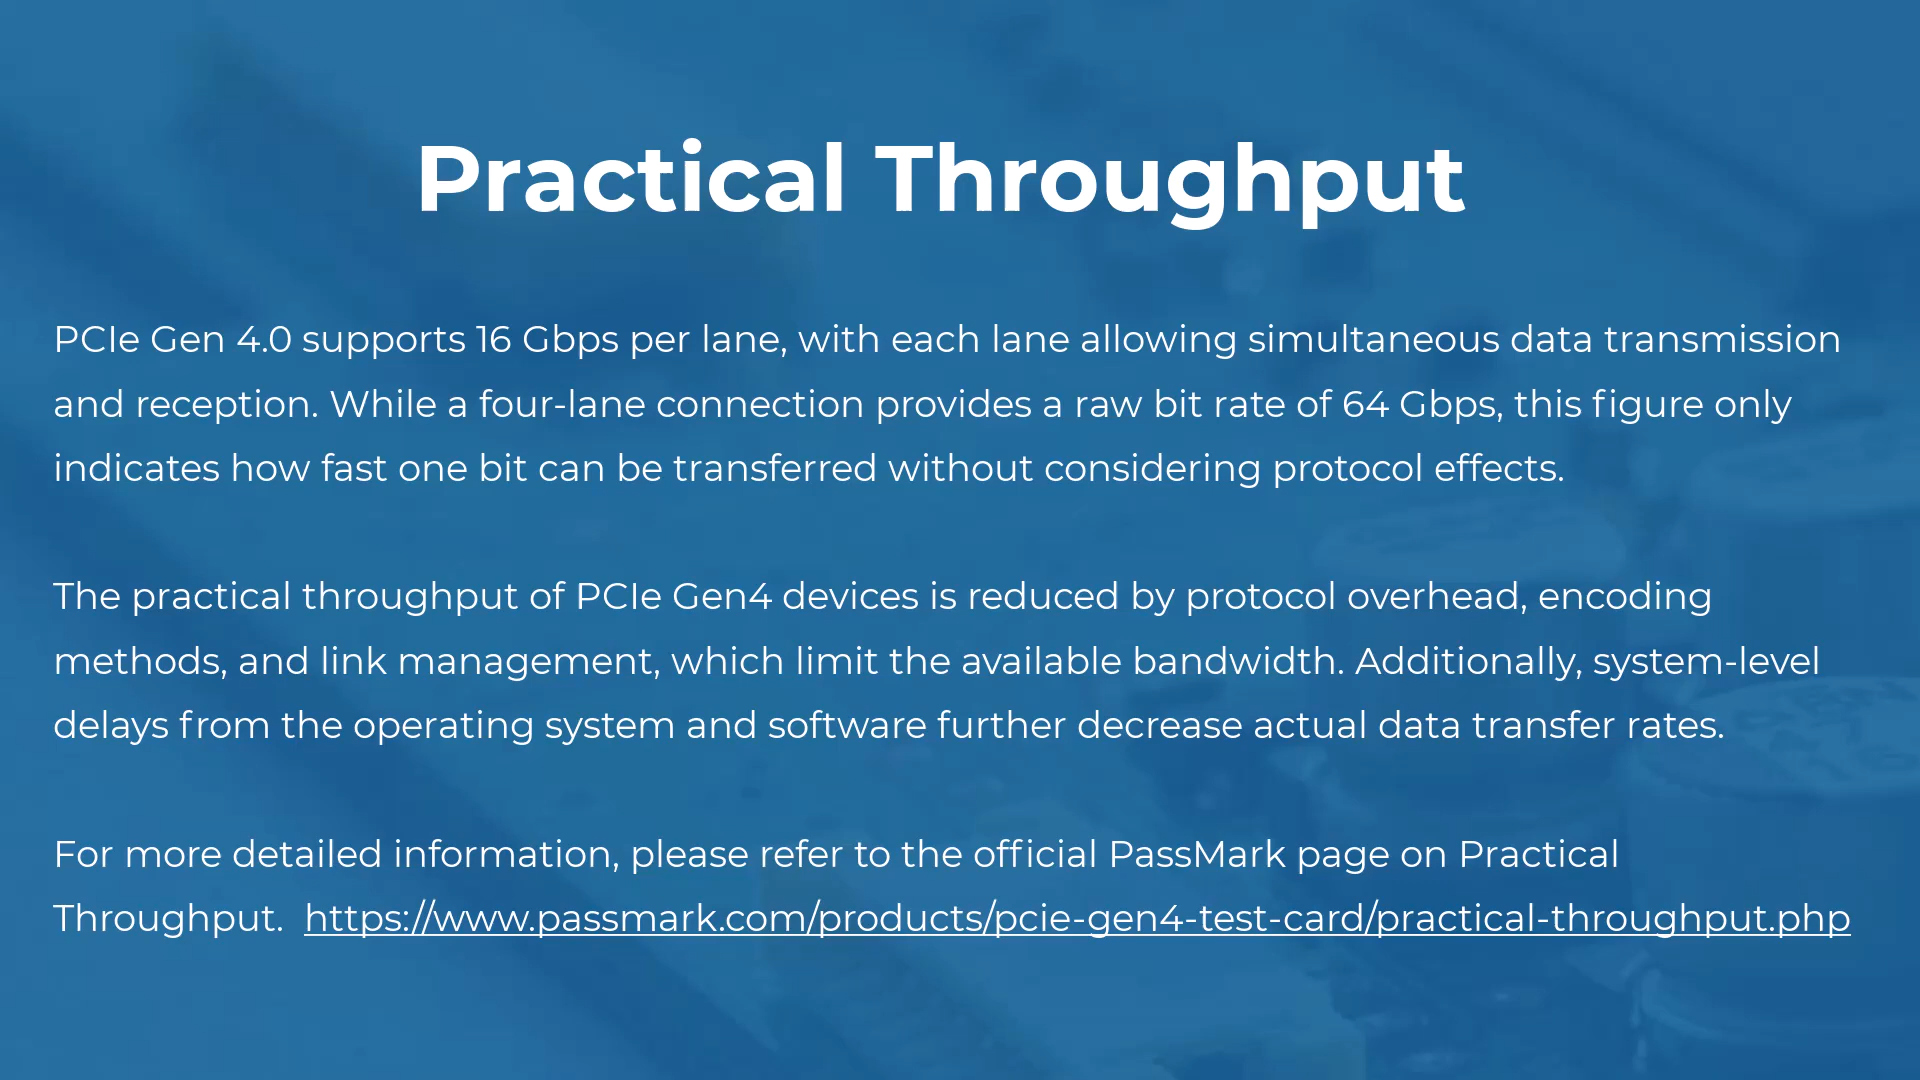 Practical Throughput
PCIe Gen 4.0 supports 16 Gbps per lane, with each lane allowing simultaneous data transmission
and reception. While a four-lane connection provides a raw bit rate of 64 Gbps, this figure only
indicates how fast one bit can be transferred without considering protocol effects.
The practical throughput of PCIe Gen4 devices is reduced by protocol overhead, encoding
methods, and link management, which limit the available bandwidth. Additionally, system-level
delays from the operating system and software further decrease actual data transfer rates.
For more detailed information, please refer to the official PassMark page on Practical
Throughput. https://www.passmark.com/products/pcie-gen4-test-card/practical-throughput.php